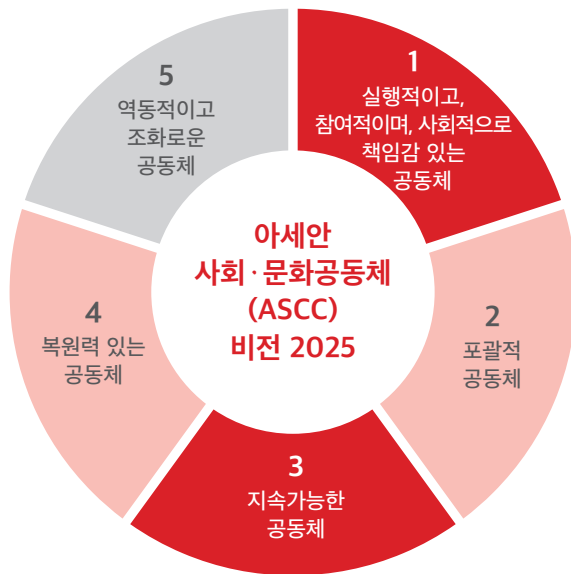 아세안
사회·문화공동체
(ASCC)
비전 2025
1
실행적이고,
참여적이며, 사회적으로
책임감 있는
공동체
2
포괄적
공동체
3
지속가능한
공동체
4
복원력 있는
공동체
5
역동적이고
조화로운
공동체